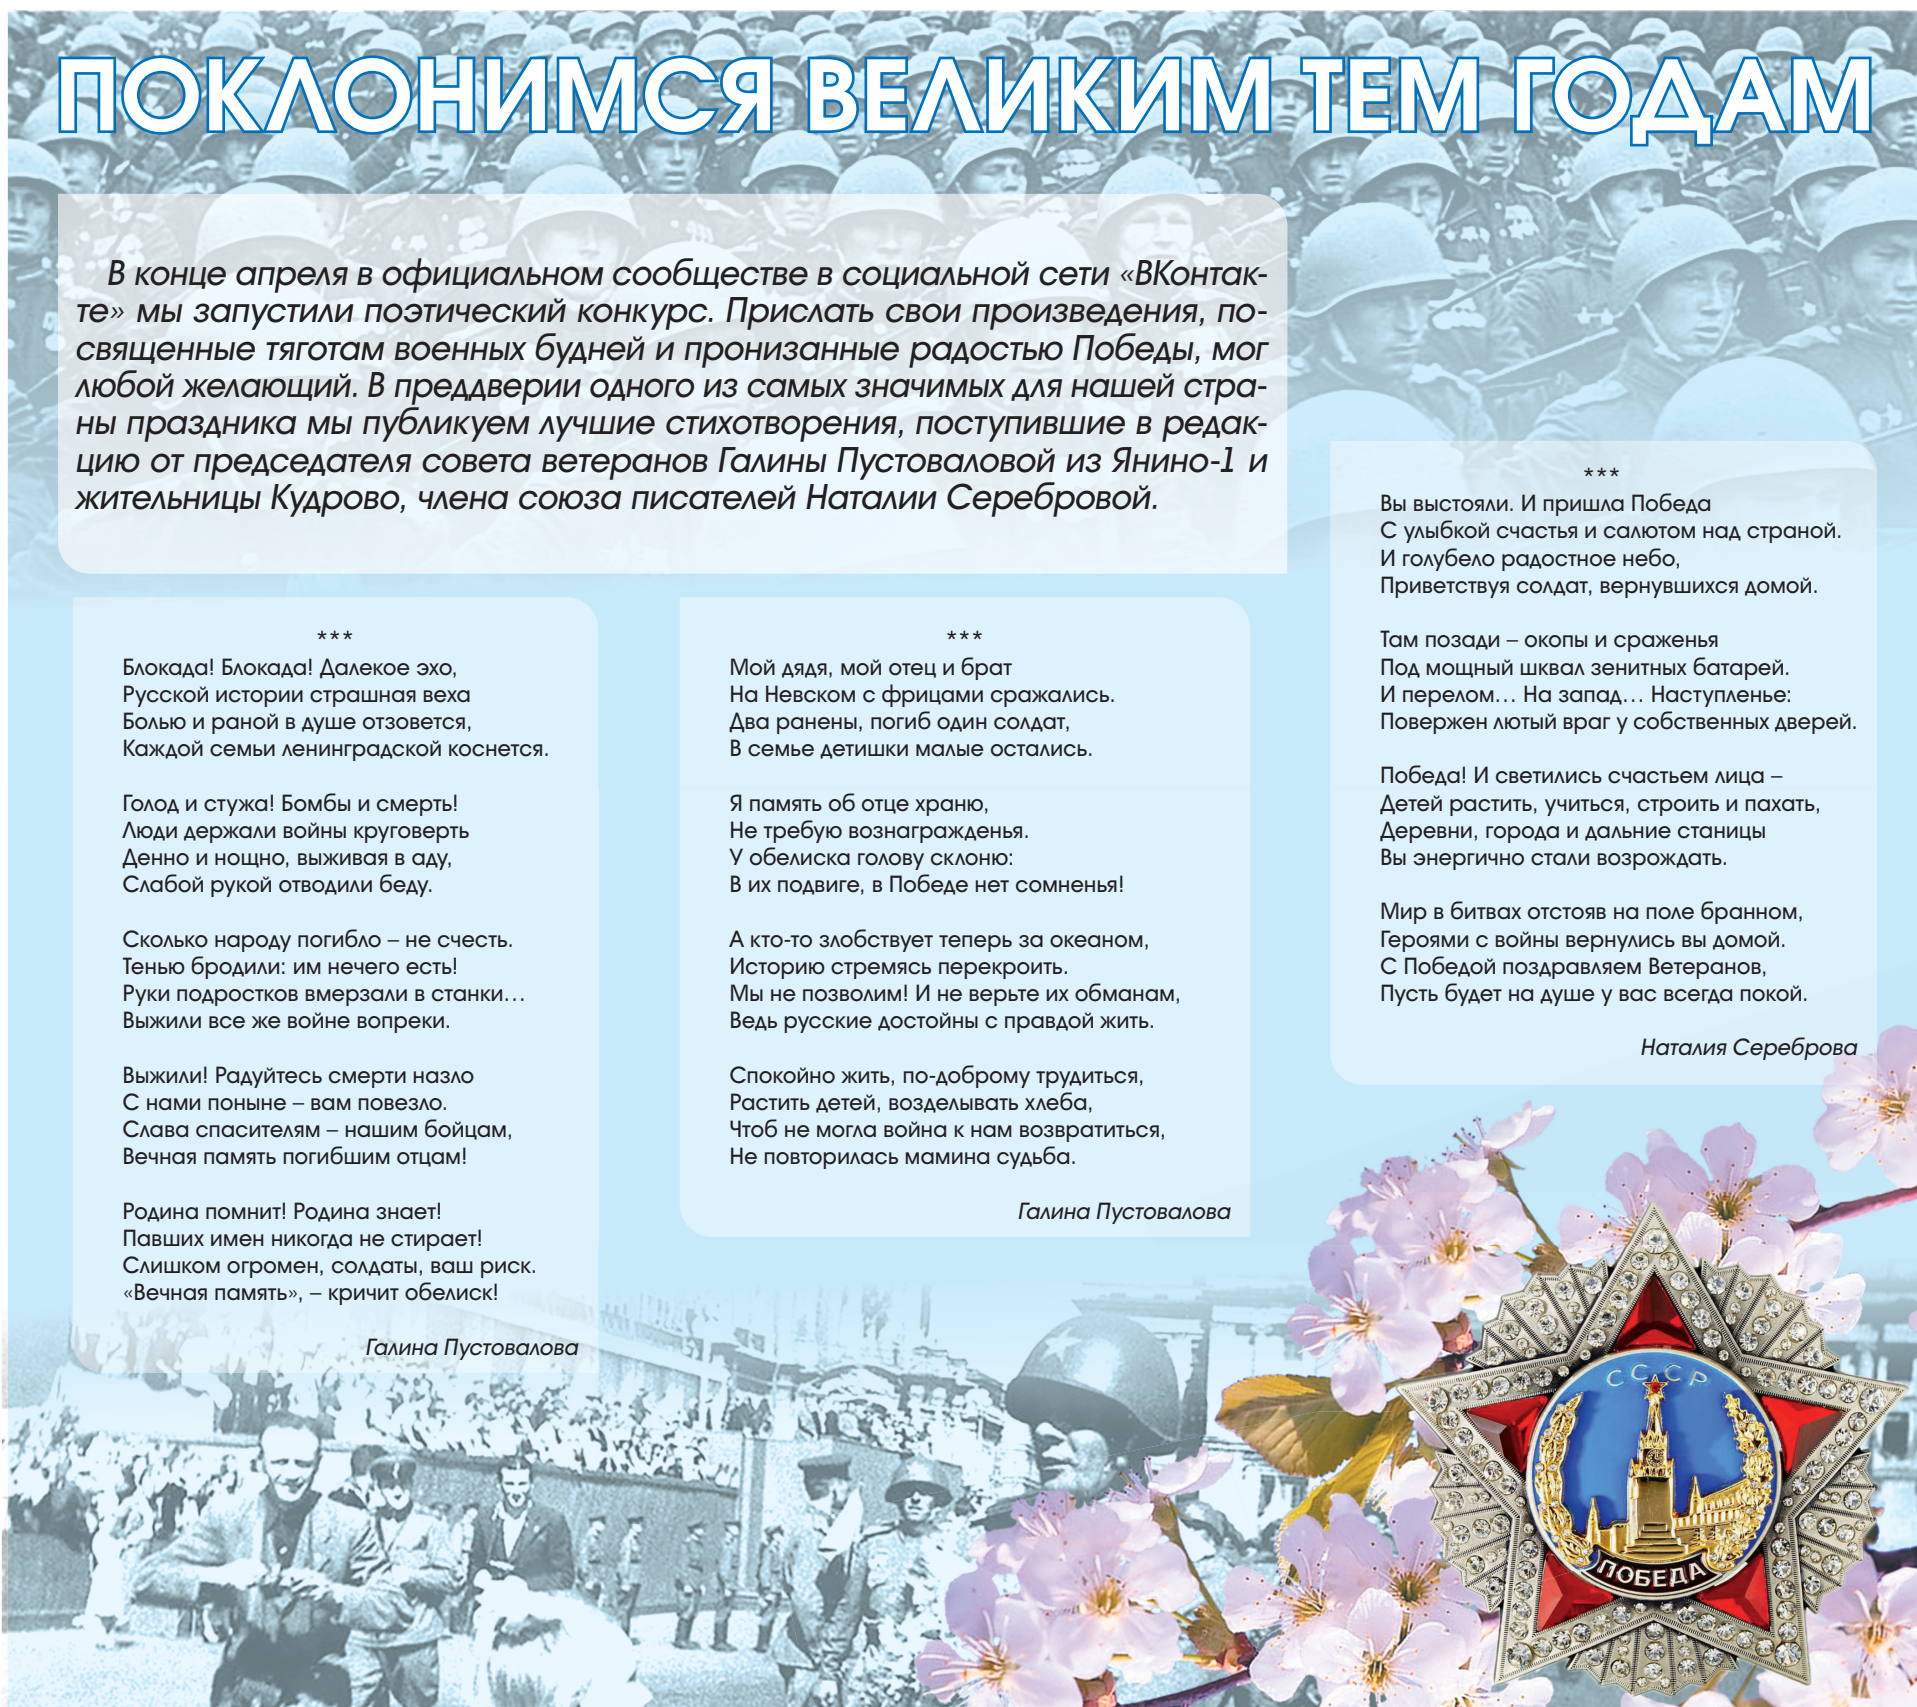 ПОКЛОНИМСЯ ВЕЛИКИМ ТЕМ ГОДАМ
В конце апреля в официальном сообществе в социальной сети «ВКонтак-
те» мы запустили поэтический конкурс. Прислать свои произведения, по-
священные тяготам военных будней и пронизанные радостью Победы, мог
любой желающий. В преддверии одного из самых значимых для нашей стра-
ны праздника мы публикуем лучшие стихотворения, поступившие в редак-
цию от председателя совета ветеранов Галины Пустоваловой из Янино-1 и
жительницы Кудрово, члена союза писателей Наталии Серебровой.
***
Блокада! Блокада! Далекое эхо,
Русской истории страшная веха
Болью и раной в душе отзовется,
Каждой семьи ленинградской коснется.
Голод и стужа! Бомбы и смерть!
Люди держали войны круговерть
Денно и нощно, выживая в аду,
Слабой рукой отводили беду.
Сколько народу погибло – не счесть.
Тенью бродили: им нечего есть!
Руки подростков вмерзали в станки…
Выжили все же войне вопреки.
Выжили! Радуйтесь смерти назло
С нами поныне – вам повезло.
Слава спасителям – нашим бойцам,
Вечная память погибшим отцам!
Родина помнит! Родина знает!
Павших имен никогда не стирает!
Слишком огромен, солдаты, ваш риск.
«Вечная память», – кричит обелиск!
Галина Пустовалова
***
Мой дядя, мой отец и брат
На Невском с фрицами сражались.
Два ранены, погиб один солдат,
В семье детишки малые остались.
Я память об отце храню,
Не требую вознагражденья.
У обелиска голову склоню:
В их подвиге, в Победе нет сомненья!
А кто-то злобствует теперь за океаном,
Историю стремясь перекроить.
Мы не позволим! И не верьте их обманам,
Ведь русские достойны с правдой жить.
Спокойно жить, по-доброму трудиться,
Растить детей, возделывать хлеба,
Чтоб не могла война к нам возвратиться,
Не повторилась мамина судьба.
Галина Пустовалова
***
Вы выстояли. И пришла Победа
С улыбкой счастья и салютом над страной.
И голубело радостное небо,
Приветствуя солдат, вернувшихся домой.
Там позади – окопы и сраженья
Под мощный шквал зенитных батарей.
И перелом… На запад… Наступленье:
Повержен лютый враг у собственных дверей.
Победа! И светились счастьем лица –
Детей растить, учиться, строить и пахать,
Деревни, города и дальние станицы
Вы энергично стали возрождать.
Мир в битвах отстояв на поле бранном,
Героями с войны вернулись вы домой.
С Победой поздравляем Ветеранов,
Пусть будет на душе у вас всегда покой.
Наталия Сереброва
СССР
ПОБЕДА